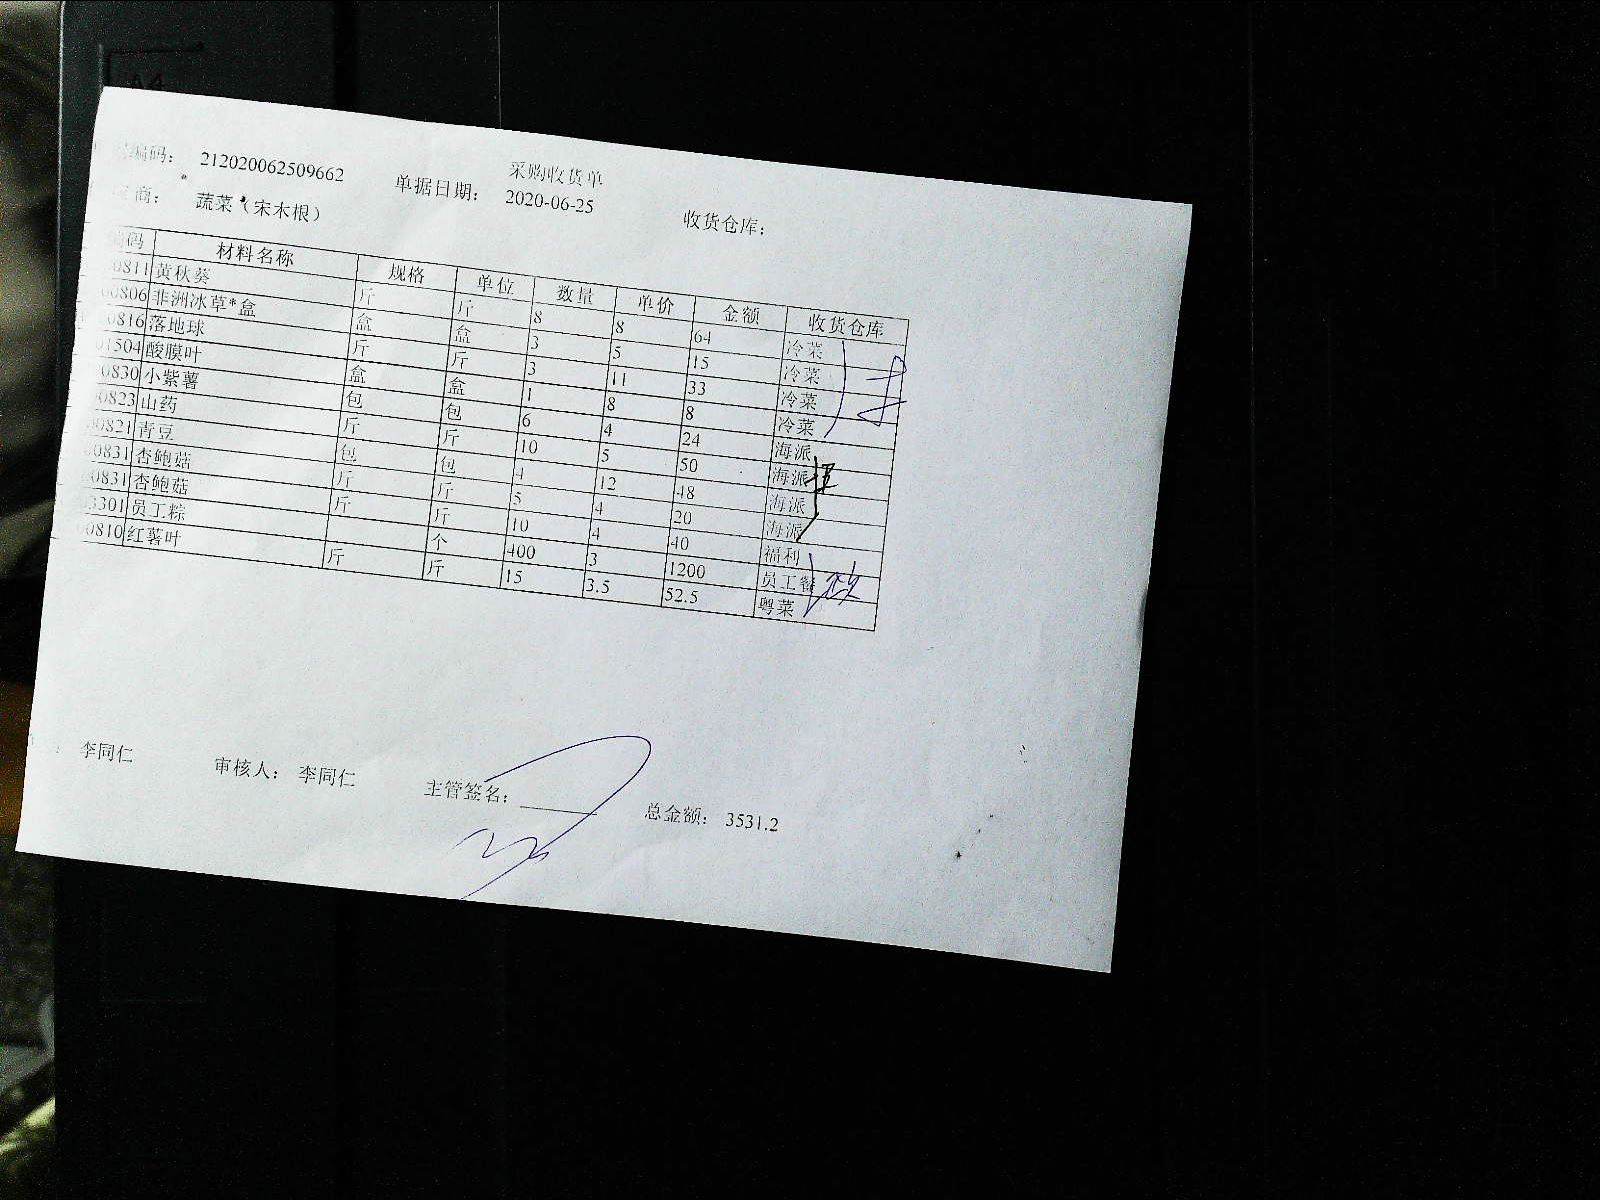 采购收货单
编码： 212020062509662 单据日期： 2020-06-25 收货仓库：
商： 蔬菜（宋木根）
码 材料名称 规格 单位 数量 单价 金额 收货仓库
0811 黄秋葵 斤 斤 8 8 64 冷菜
00806 非洲冰草*盒 盒 盒 3 5 15 冷菜
0816 落地球 斤 斤 3 11 33 冷菜
01504 酸膜叶 盒 盒 1 8 8 冷菜
0830 小紫薯 包 包 6 4 24 海派
0823 山药 斤 斤 10 5 50 海派
00821 青豆 包 包 4 12 48 海派
00831 杏鲍菇 斤 斤 5 4 20 海派
00831 杏鲍菇 斤 斤 10 4 40 福利
03301 员工粽 个 400 3 1200 员工餐
00810 红薯叶 斤 斤 15 3.5 52.5 粤菜
： 李同仁 审核人： 李同仁 主管签名： 总金额： 3531.2